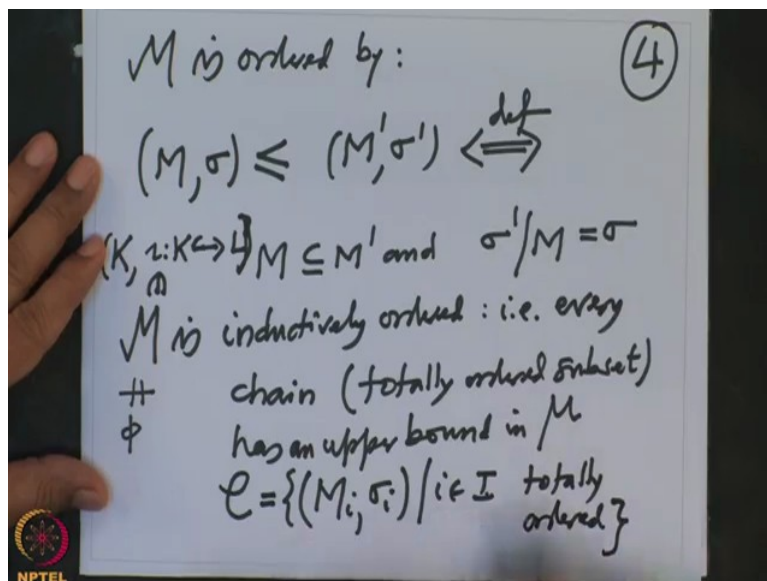 M is ordered by:
4
(M, σ) ≤ (M', σ') ⇔ def
(K, ι: K ↪ L) M ⊆ M' and σ'/M = σ
∈
M is inductively ordered : i.e. every
≠ chain (totally ordered subset)
φ has an upper bound in M
C = {(Mi, σi) / i ∈ I totally
ordered}
NPTEL